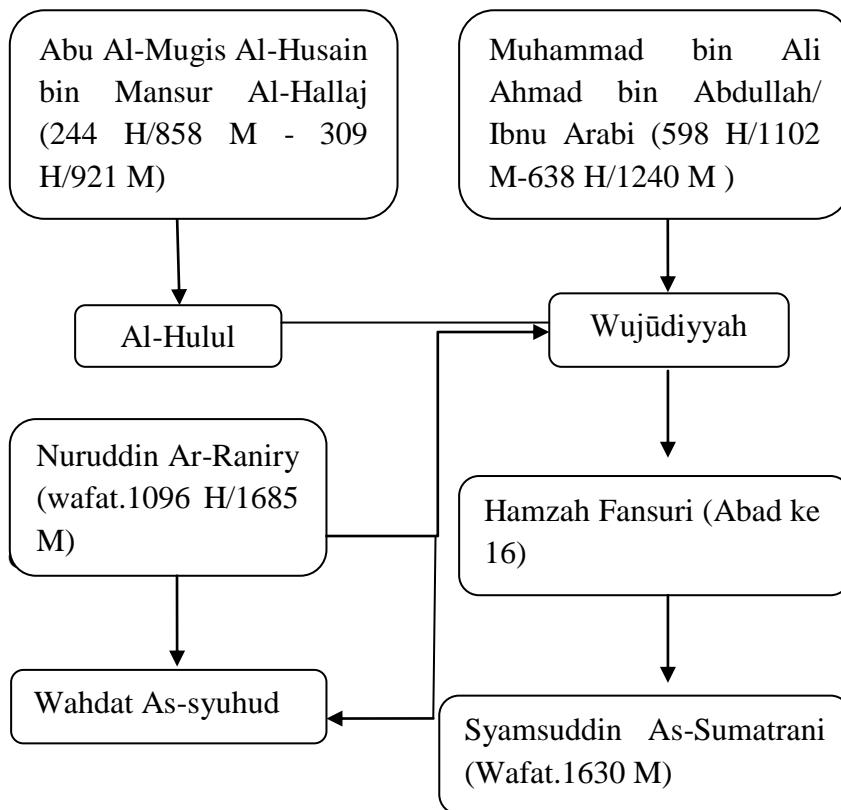 Abu Al-Mugis Al-Husain
bin Mansur Al-Hallaj
(244 H/858 M - 309
H/921 M)
Muhammad bin Ali
Ahmad bin Abdullah/
Ibnu Arabi (598 H/1102
M-638 H/1240 M )
Al-Hulul
Wujūdiyyah
Nuruddin Ar-Raniry
(wafat.1096 H/1685
M)
Hamzah Fansuri (Abad ke
16)
Wahdat As-syuhud
Syamsuddin As-Sumatrani
(Wafat.1630 M)